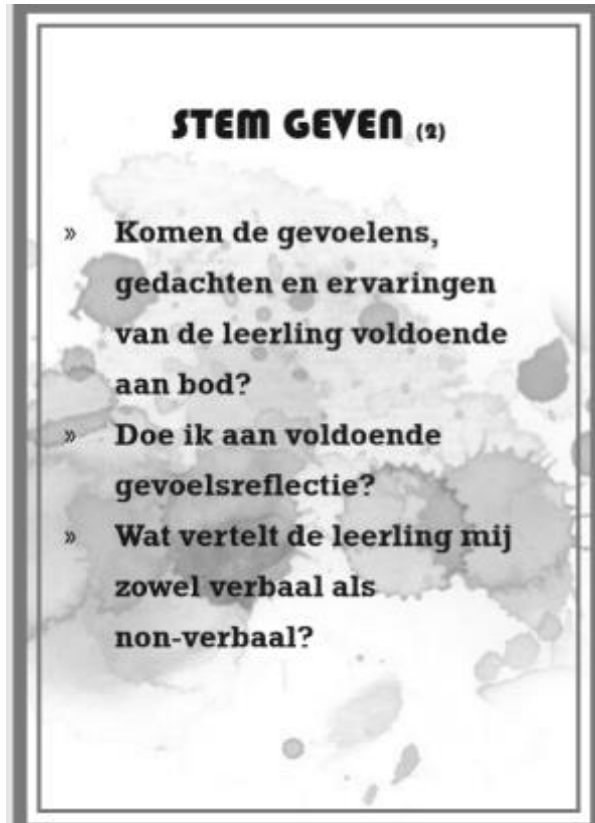 STEM GEVEN (2)
» Komen de gevoelens,
gedachten en ervaringen
van de leerling voldoende
aan bod?
» Doe ik aan voldoende
gevoelsreflectie?
» Wat vertelt de leerling mij
zowel verbaal als
non-verbaal?